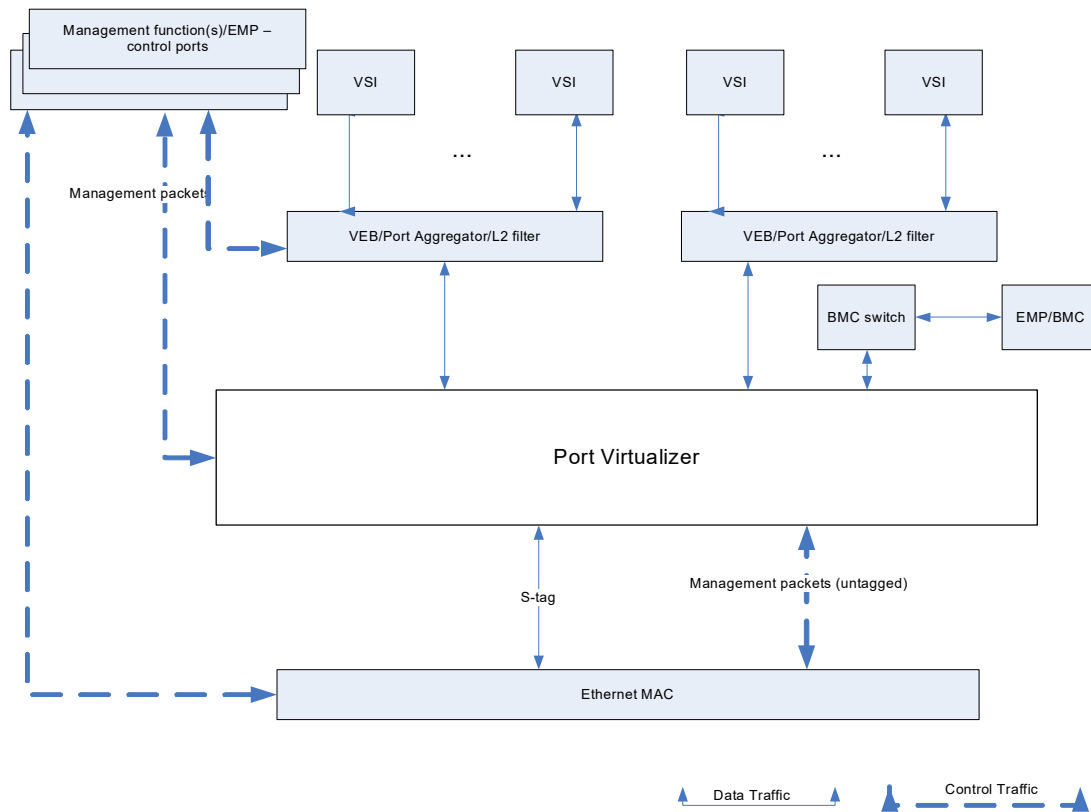 Management function(s)/EMP –
control ports
VSI
VSI
VSI
VSI
...
...
Management packets
VEB/Port Aggregator/L2 filter
VEB/Port Aggregator/L2 filter
BMC switch
EMP/BMC
Port Virtualizer
S-tag
Management packets (untagged)
Ethernet MAC
Data Traffic
Control Traffic